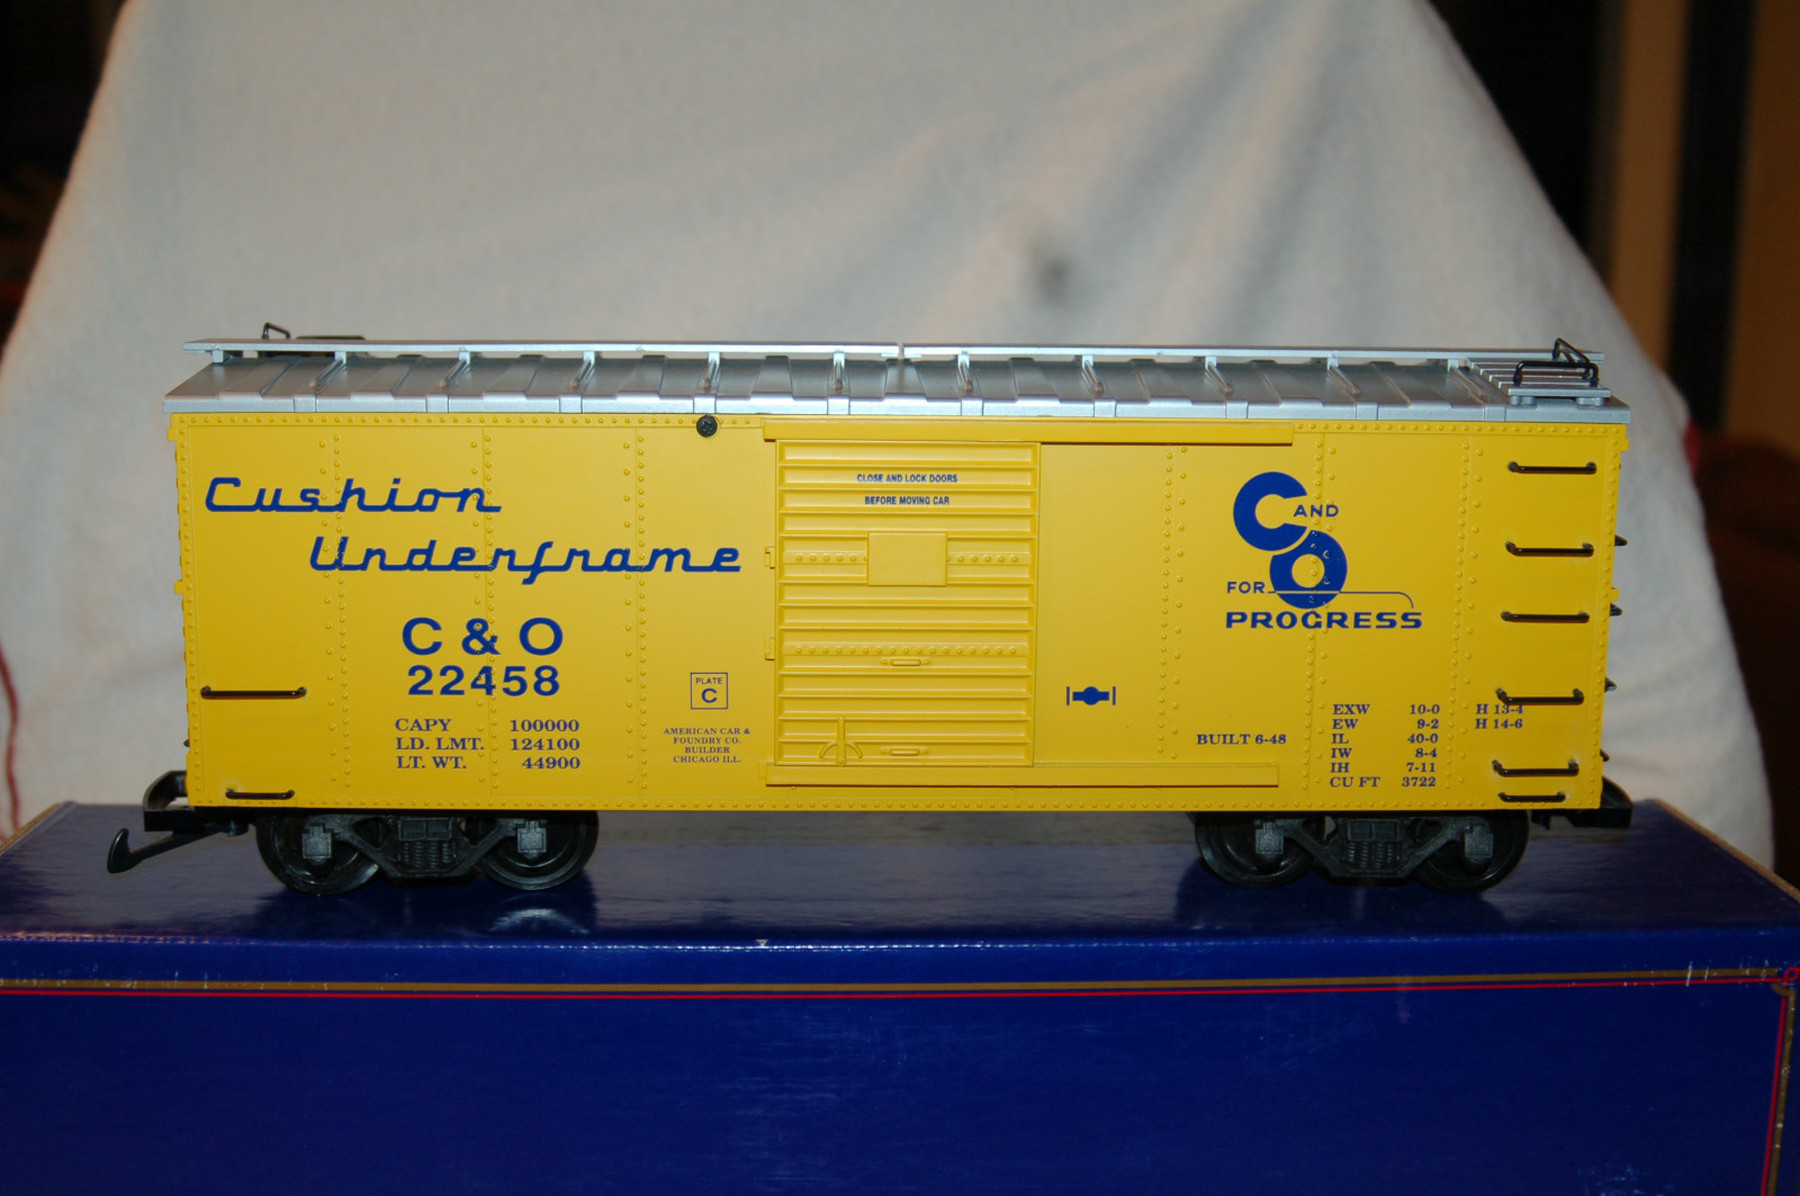 Cushion
Underframe
C & O
22458
CAPY 100000
LD. LMT. 124100
LT. WT. 44900
PLATE
C
AMERICAN CAR &
FOUNDRY CO.
BUILDER
CHICAGO ILL.
CLOSE AND LOCK DOORS
BEFORE MOVING CAR
C AND
O
FOR
PROGRESS
BUILT 6-48
EXW 10-0 H 13-4
EW 9-2 H 14-6
IL 40-0
IW 8-4
IH 7-11
CU FT 3722